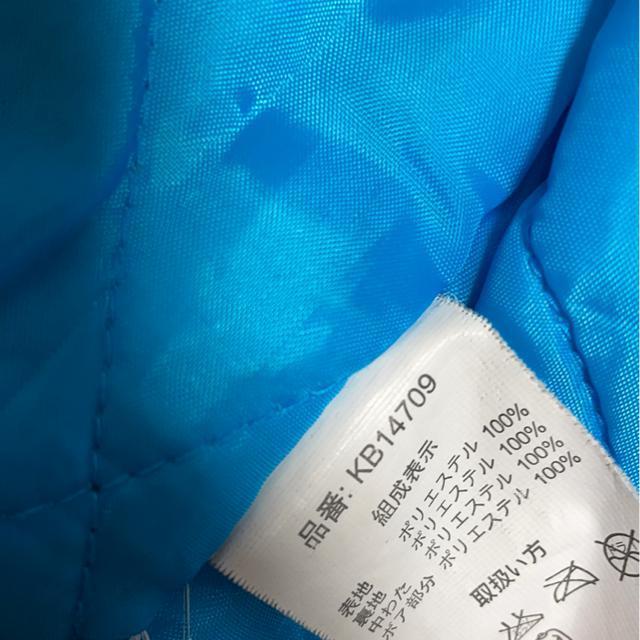 品番: KB14709
組成表示
表地 ポリエステル 100%
裏地 ポリエステル 100%
中わた ポリエステル 100%
ボア部分 ポリエステル 100%
取扱い方